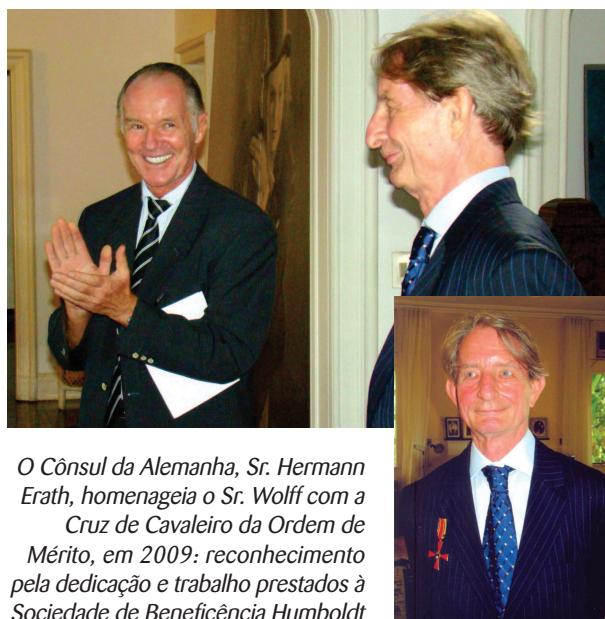 O Cônsul da Alemanha, Sr. Hermann
Erath, homenageia o Sr. Wolff com a
Cruz de Cavaleiro da Ordem de
Mérito, em 2009: reconhecimento
pela dedicação e trabalho prestados à
Sociedade de Beneficência Humboldt